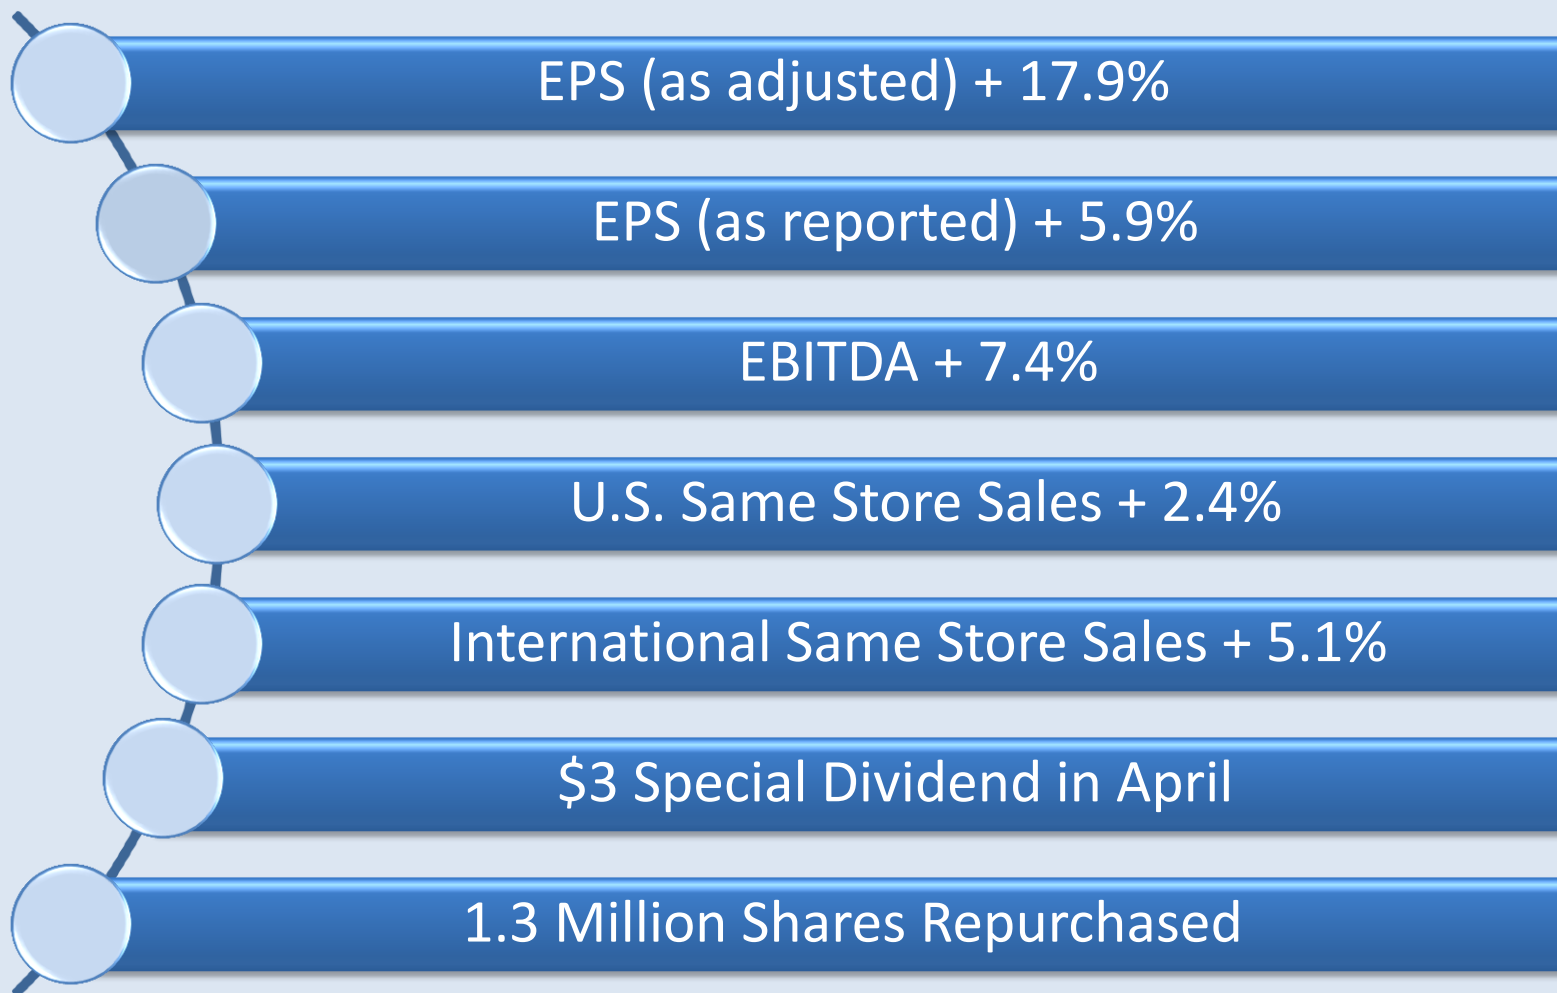 EPS (as adjusted) + 17.9%
EPS (as reported) + 5.9%
EBITDA + 7.4%
U.S. Same Store Sales + 2.4%
International Same Store Sales + 5.1%
$3 Special Dividend in April
1.3 Million Shares Repurchased